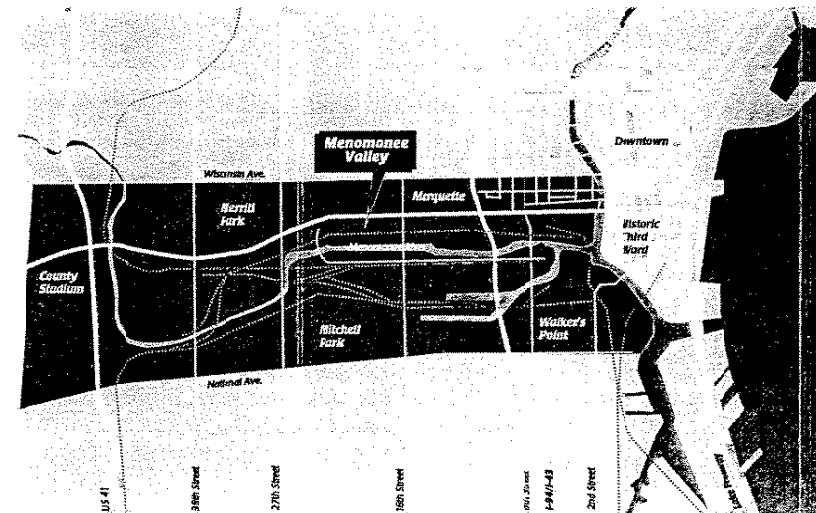 Menomonee
Valley
Downtown
Wisconsin Ave.
Marquette
Merrill
Park
Historic
Third
Ward
County
Stadium
Mitchell
Park
Walker's
Point
National Ave.
US 41
35th Street
27th Street
16th Street
I-94/I-43
2nd Street